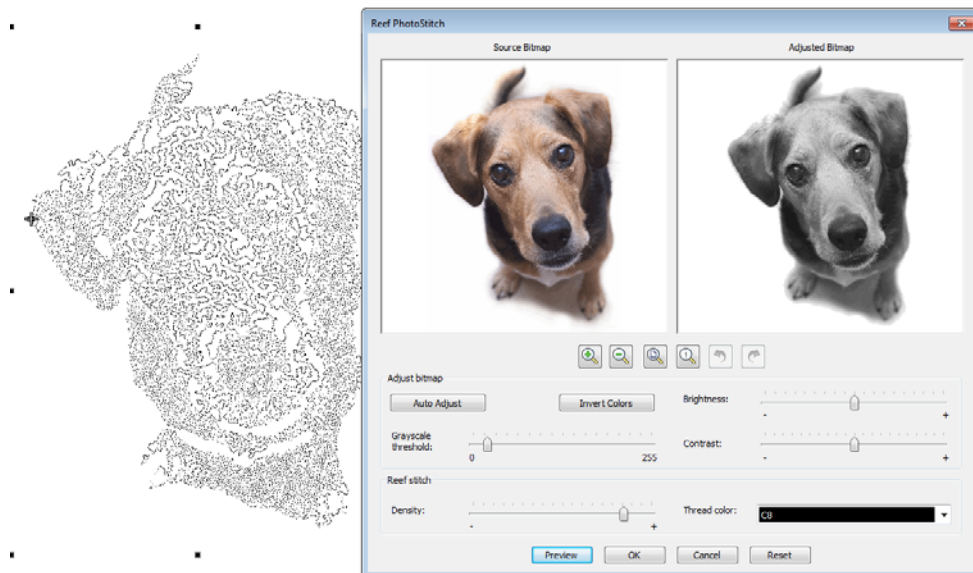 Reef PhotoStitch
Source Bitmap Adjusted Bitmap
Adjust bitmap
Auto Adjust Invert Colors Brightness:
- +
Grayscale
threshold: Contrast:
0 255 - +
Reef stitch
Density: Thread color: C8
- +
Preview OK Cancel Reset